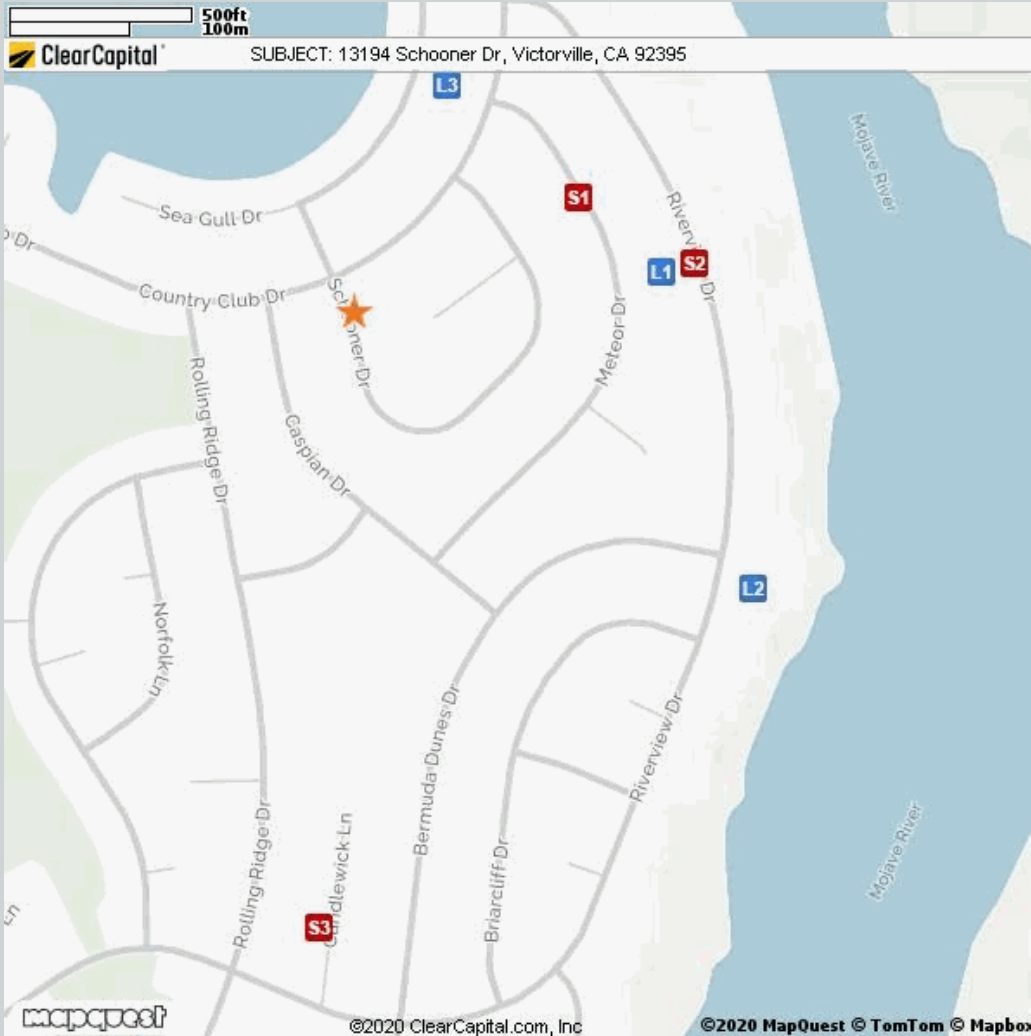 500ft
100m
ClearCapital
SUBJECT: 13194 Schooner Dr, Victorville, CA 92395
L3
Mojave River
S1
Sea Gull Dr
Dr
Country Club Dr
Schooner Dr
L1
S2
Riverview Dr
Meteor Dr
Rolling Ridge Dr
Caspian Dr
L2
Norfolk Ln
Bermuda Dunes Dr
Riverview Dr
Rolling Ridge Dr
Candlewick Ln
Briarcliff Dr
Mojave River
Ln
S3
mapquest
©2020 ClearCapital.com, Inc
©2020 MapQuest © TomTom © Mapbox